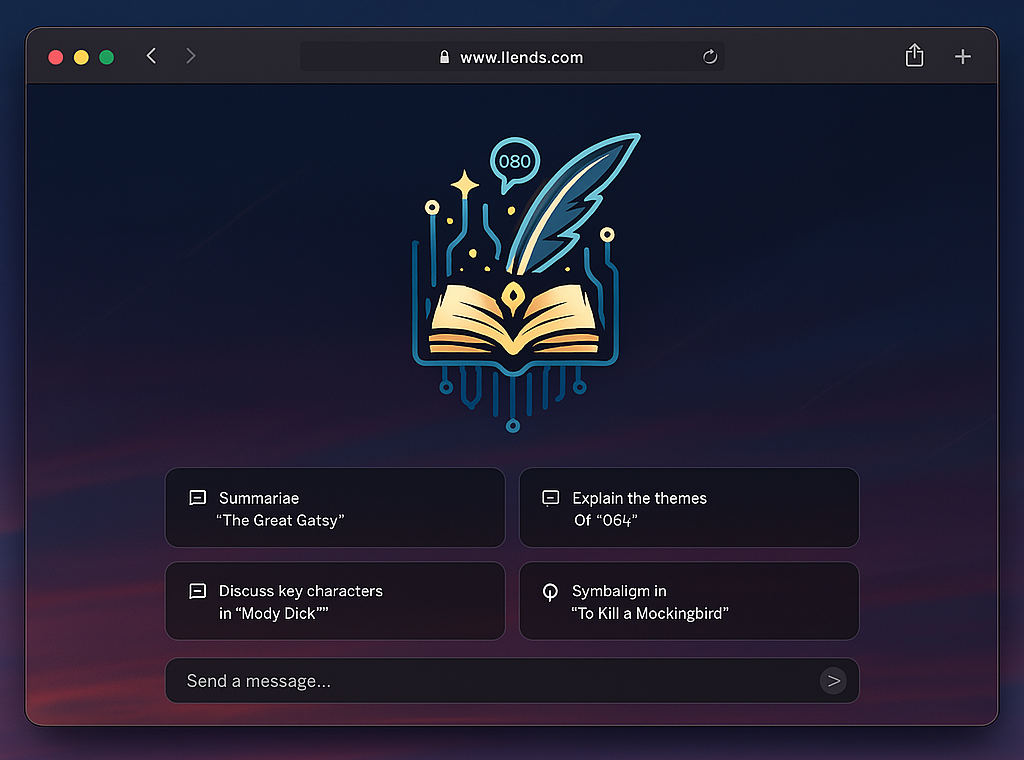 www.llends.com
080
Summariae
“The Great Gatsy”
Explain the themes
Of “064”
Discuss key characters
in “Mody Dick””
Symbaligm in
“To Kill a Mockingbird”
Send a message...